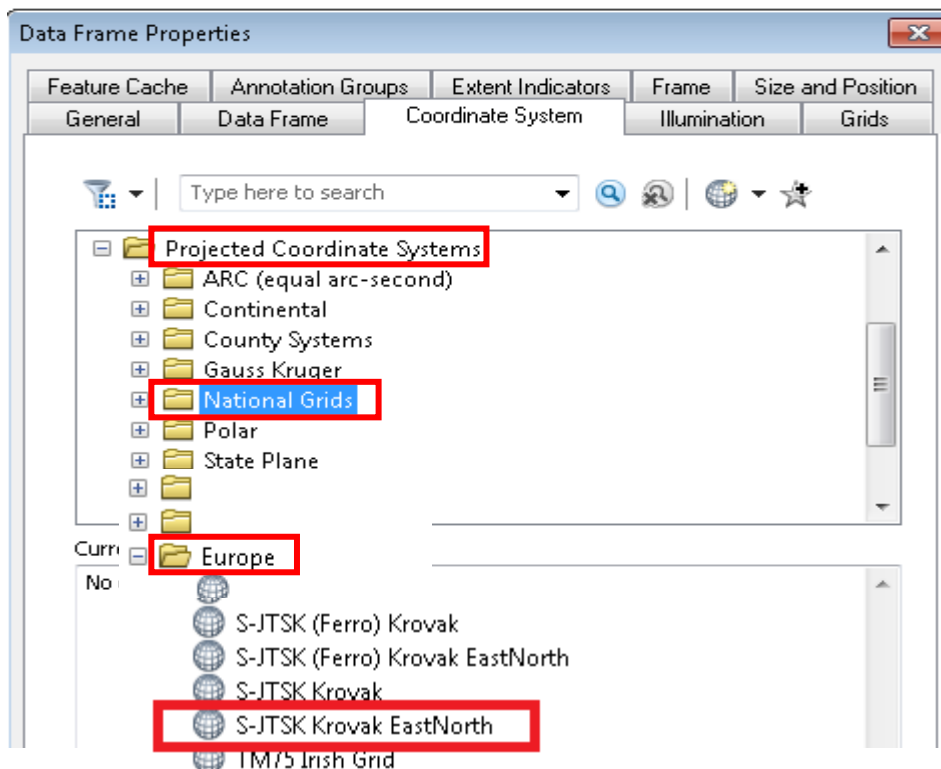 Data Frame Properties
Feature Cache Annotation Groups Extent Indicators Frame Size and Position
General Data Frame Coordinate System Illumination Grids
Type here to search
Projected Coordinate Systems
ARC (equal arc-second)
Continental
County Systems
Gauss Kruger
National Grids
Polar
State Plane
Europe
No
S-JTSK (Ferro) Krovak
S-JTSK (Ferro) Krovak EastNorth
S-JTSK Krovak
S-JTSK Krovak EastNorth
TM75 Irish Grid